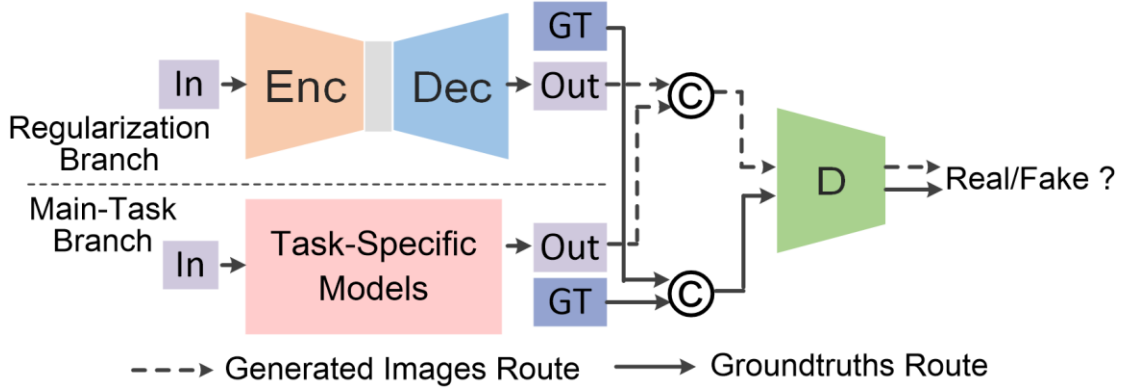 GT
In
Enc
Dec
Out
C
Regularization
Branch
D
Real/Fake ?
Main-Task
Branch
In
Task-Specific
Models
Out
GT
C
Generated Images Route
Groundtruths Route